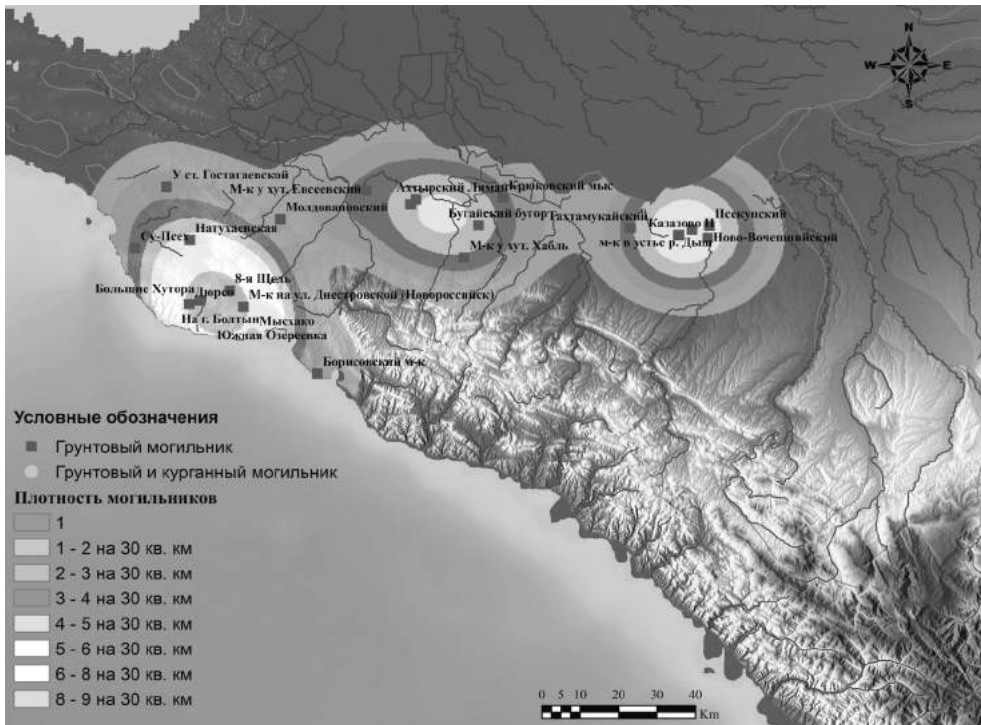 N
W E
S
У ст. Гостагаевской
М-к у хут. Евсеевский
Ахтырский Лиман
Крюковский мыс
Молдовановский
Бугайский бугор
Тахтамукайский
Псекупский
Казазово II
Натухаевская
Су-Псех
м-к в устье р. Дыш
Ново-Вочепшийский
М-к у хут. Хабль
8-я Щель
Большие Хутора
Дюрсо
М-к на ул. Днестровской (Новороссийск)
На г. Болтын
Мысхако
Южная Озереевка
Борисовский м-к
Условные обозначения
Грунтовый могильник
Грунтовый и курганный могильник
Плотность могильников
1
1 - 2 на 30 кв. км
2 - 3 на 30 кв. км
3 - 4 на 30 кв. км
4 - 5 на 30 кв. км
5 - 6 на 30 кв. км
6 - 8 на 30 кв. км
8 - 9 на 30 кв. км
0 5 10 20 30 40
Km